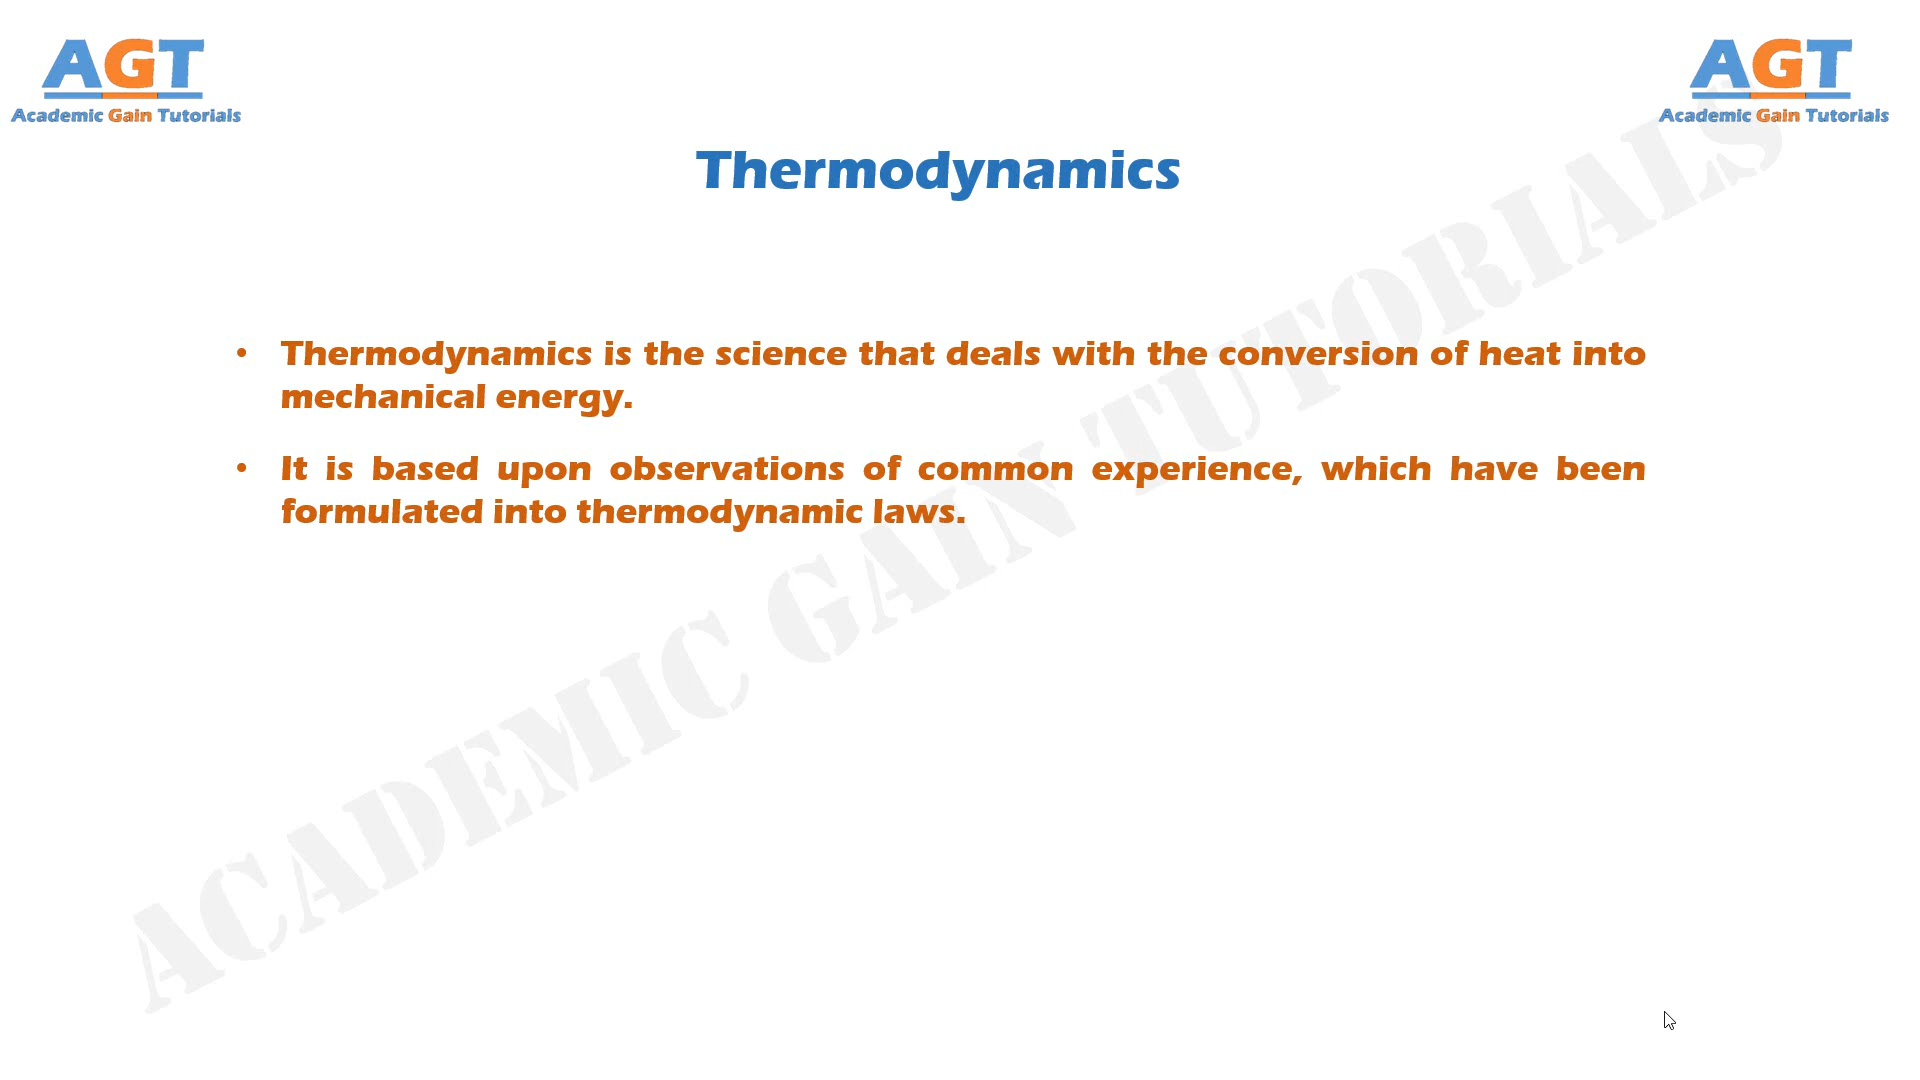 AGT
Academic Gain Tutorials
AGT
Academic Gain Tutorials
Thermodynamics
• Thermodynamics is the science that deals with the conversion of heat into
mechanical energy.
• It is based upon observations of common experience, which have been
formulated into thermodynamic laws.
ACADEMIC GAIN TUTORIALS